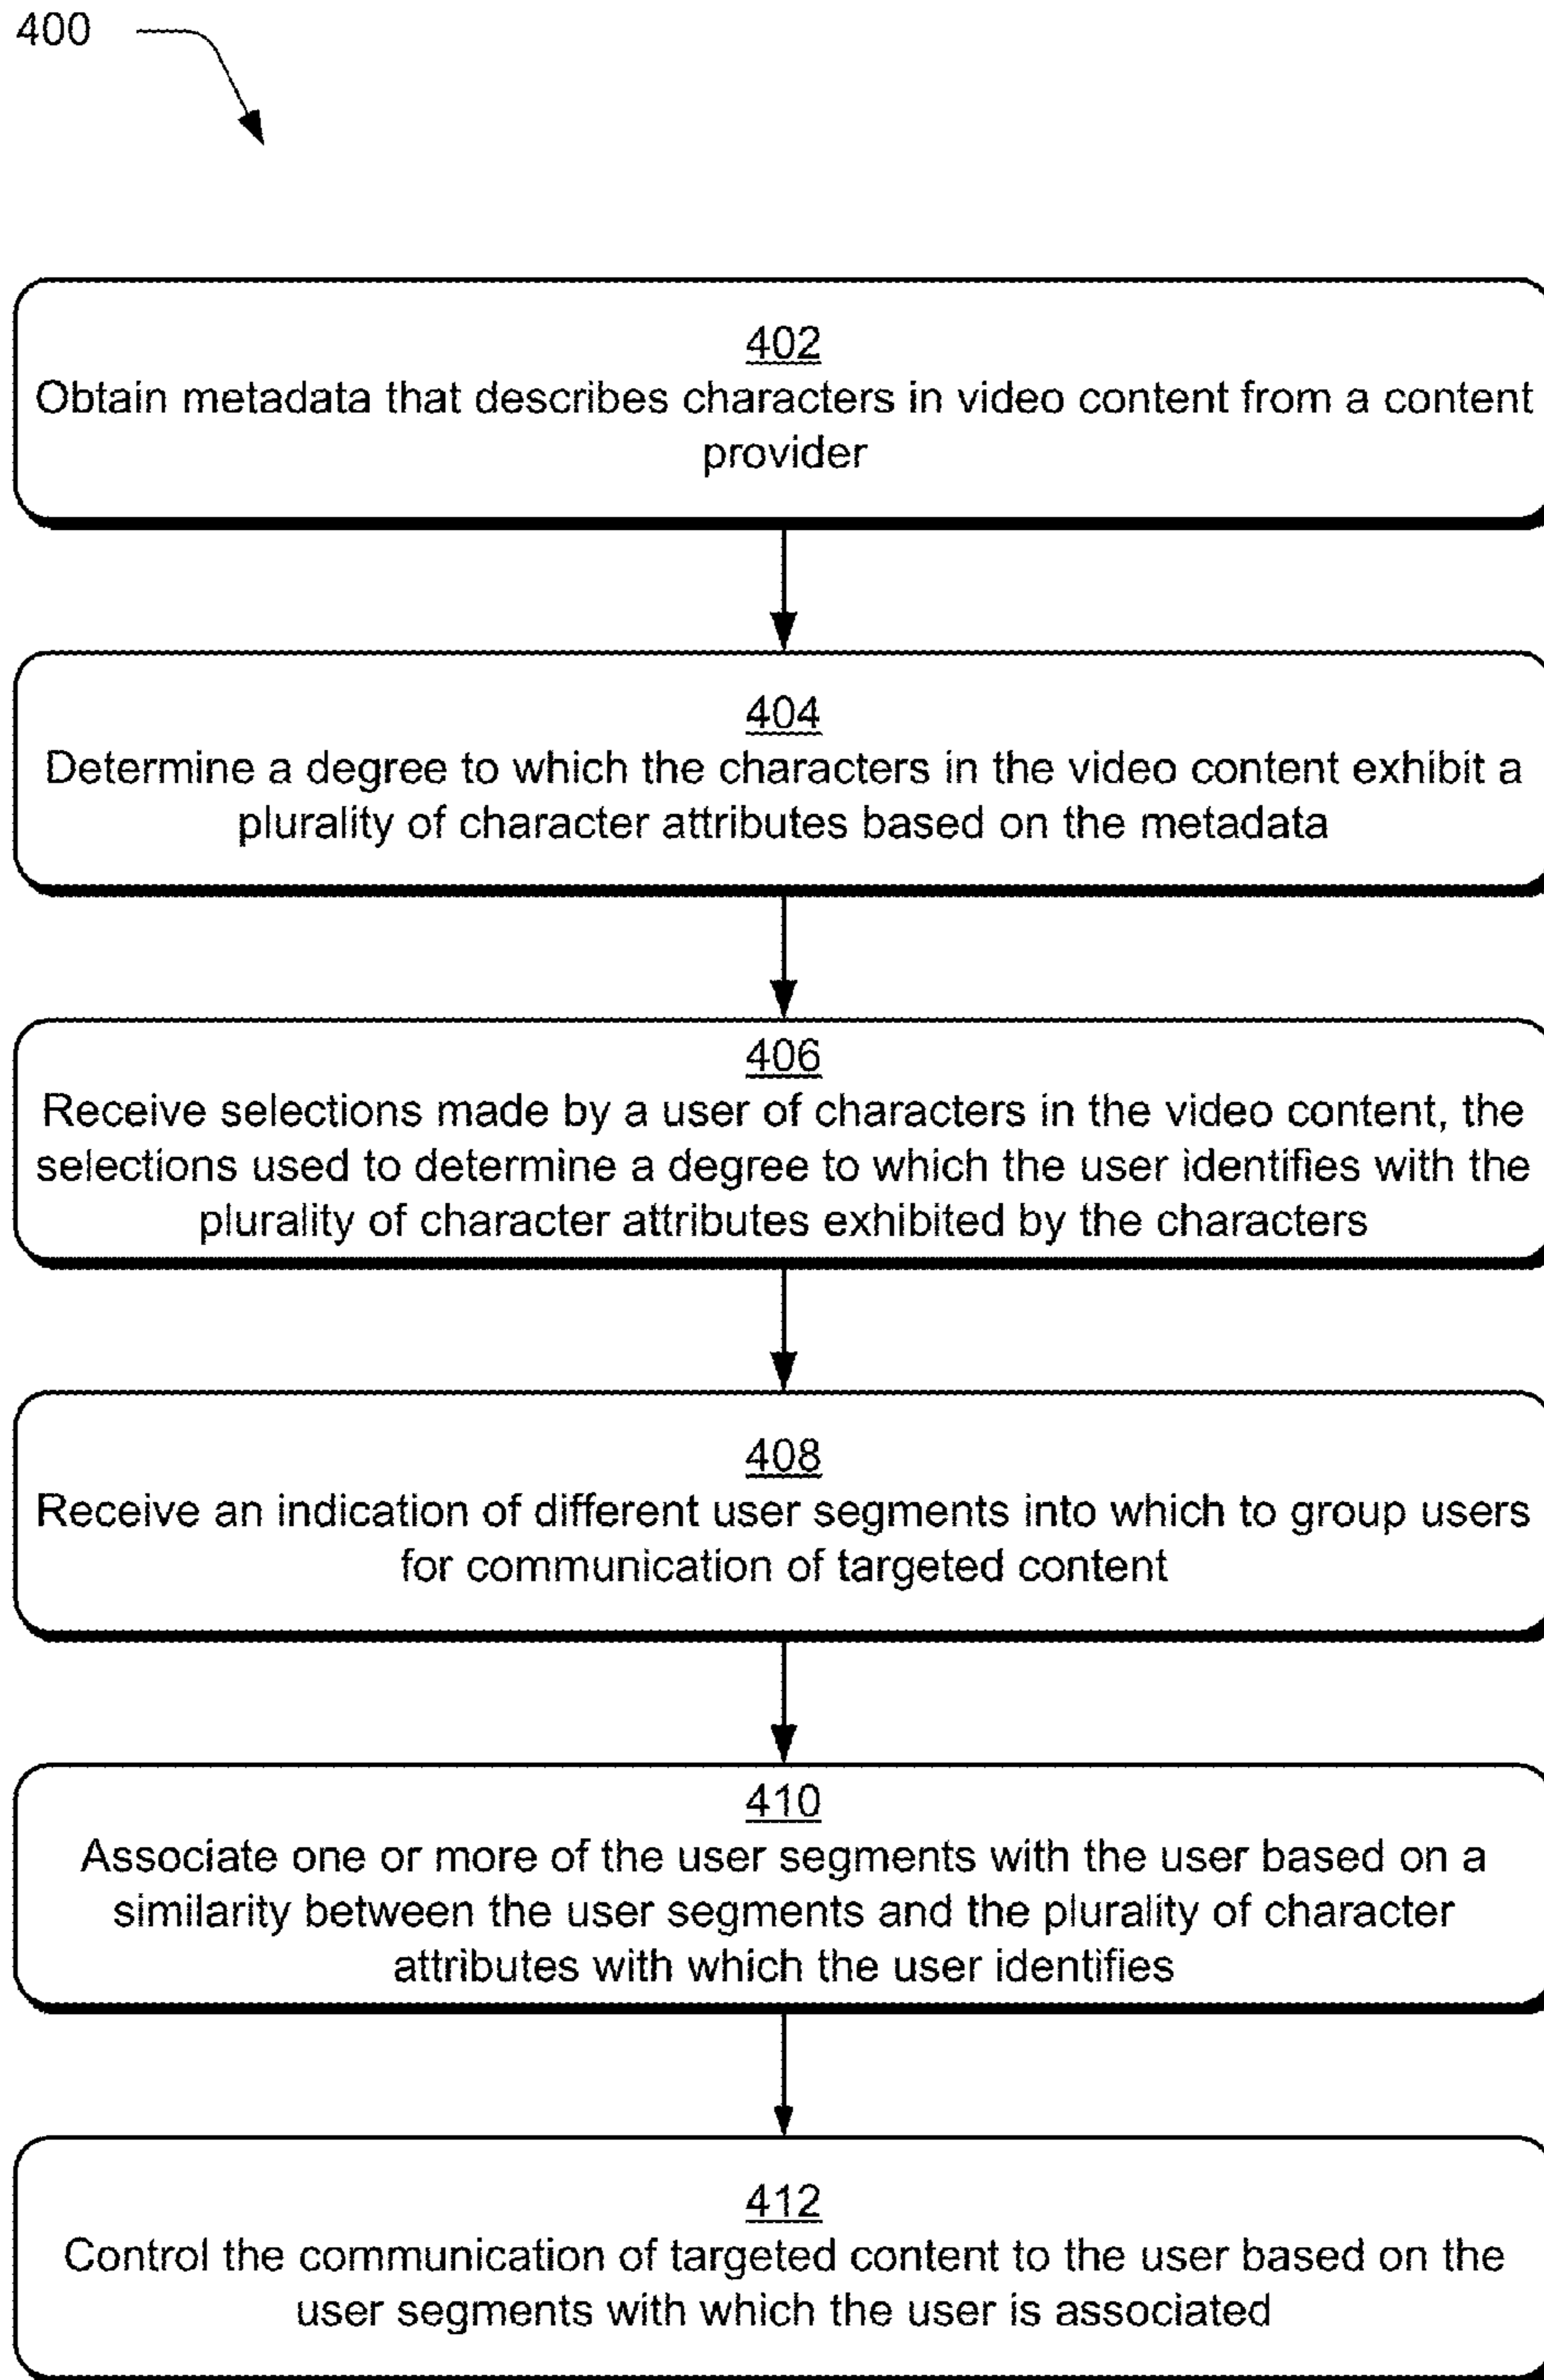 400
402
Obtain metadata that describes characters in video content from a content
provider
404
Determine a degree to which the characters in the video content exhibit a
plurality of character attributes based on the metadata
406
Receive selections made by a user of characters in the video content, the
selections used to determine a degree to which the user identifies with the
plurality of character attributes exhibited by the characters
408
Receive an indication of different user segments into which to group users
for communication of targeted content
410
Associate one or more of the user segments with the user based on a
similarity between the user segments and the plurality of character
attributes with which the user identifies
412
Control the communication of targeted content to the user based on the
user segments with which the user is associated